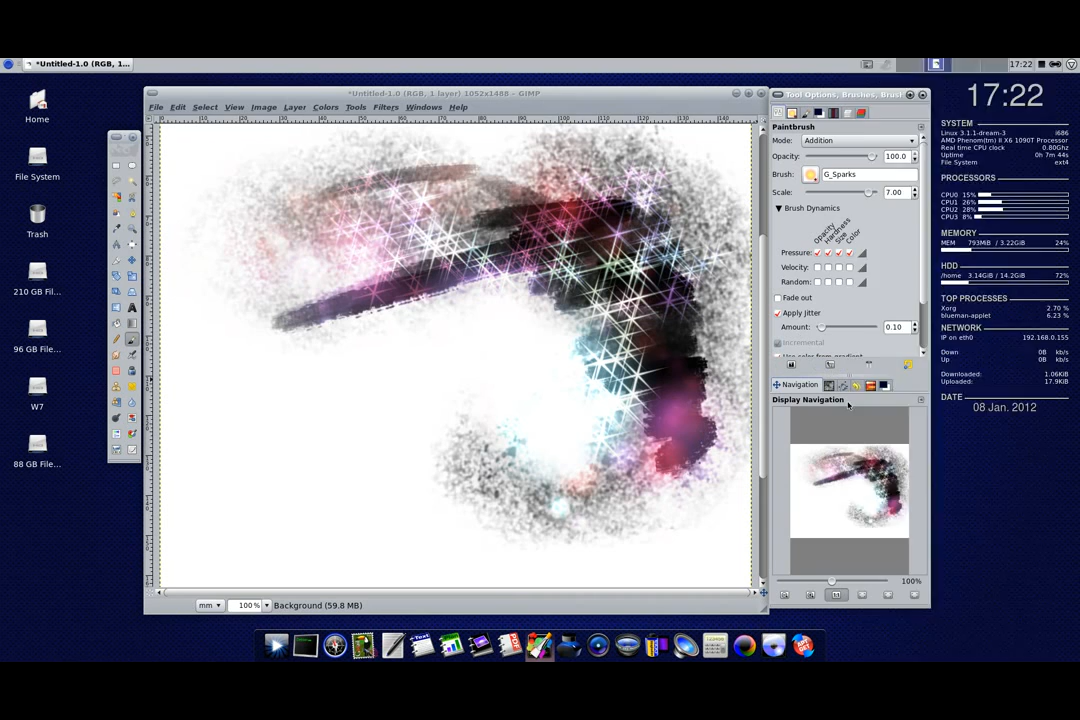 *Untitled-1.0 (RGB, 1...
17:22
Home
File System
Trash
210 GB Fil...
96 GB File...
W7
88 GB File...
*Untitled-1.0 (RGB, 1 layer) 1052x1488 – GIMP
File Edit Select View Image Layer Colors Tools Filters Windows Help
mm 100 % Background (59.8 MB)
Tool Options, Brushes, Brus
Paintbrush
Mode: Addition
Opacity: 100.0
Brush: G_Sparks
Scale: 7.00
Brush Dynamics
Opacity Hardness Size Color
Pressure:
Velocity:
Random:
Fade out
Apply Jitter
Amount: 0.10
Incremental
Navigation
Display Navigation
100%
17:22
SYSTEM
Linux 3.1.1-dream-3 i686
AMD Phenom(tm) II X6 1090T Processor
Real time CPU clock 0.80Ghz
Uptime 0h 7m 44s
File System ext4
PROCESSORS
CPU0 15%
CPU1 26%
CPU2 28%
CPU3 8%
MEMORY
MEM 793MiB / 3.22GiB 24%
HDD
/home 3.14GiB / 14.2GiB 72%
TOP PROCESSES
Xorg 2.70 %
blueman-applet 6.23 %
NETWORK
IP on eth0 192.168.0.155
Down 0B kb/s
Up 0B kb/s
Downloaded: 1.06KiB
Uploaded: 17.9KiB
DATE
08 Jan. 2012
+Text
PDF
APT GET